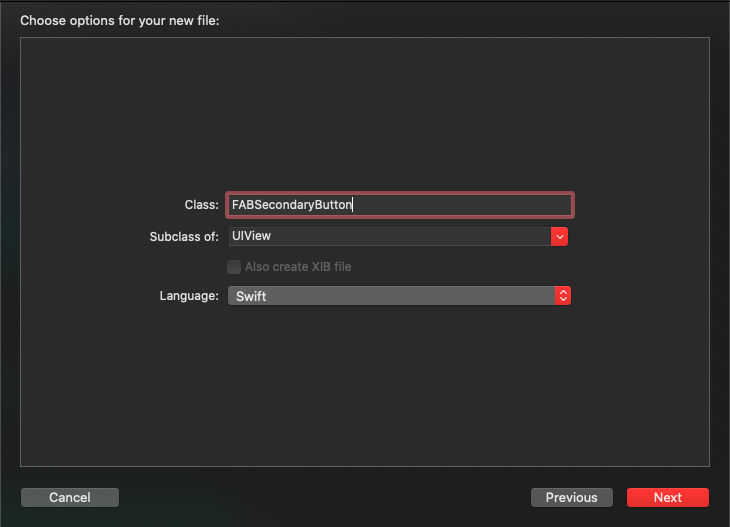 Choose options for your new file:
Class: FABSecondaryButton
Subclass of: UIView
Also create XIB file
Language: Swift
Cancel Previous Next